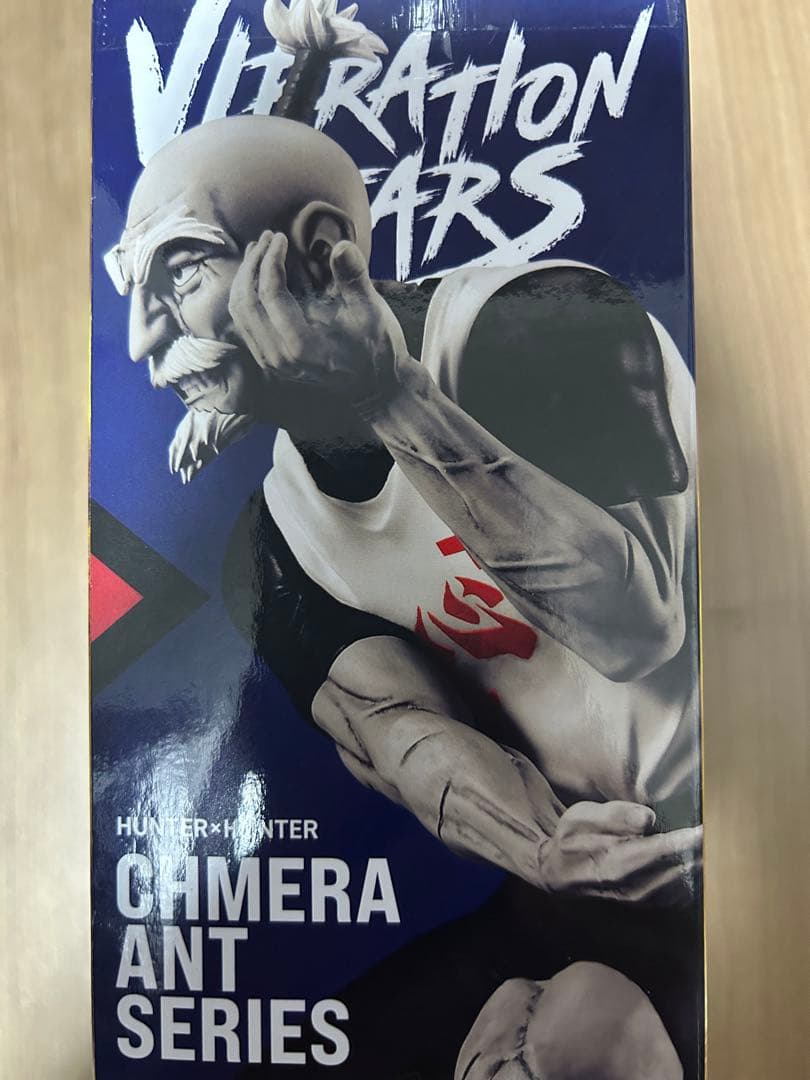 VIBRATION
STARS
HUNTER×HUNTER
CHMERA
ANT
SERIES